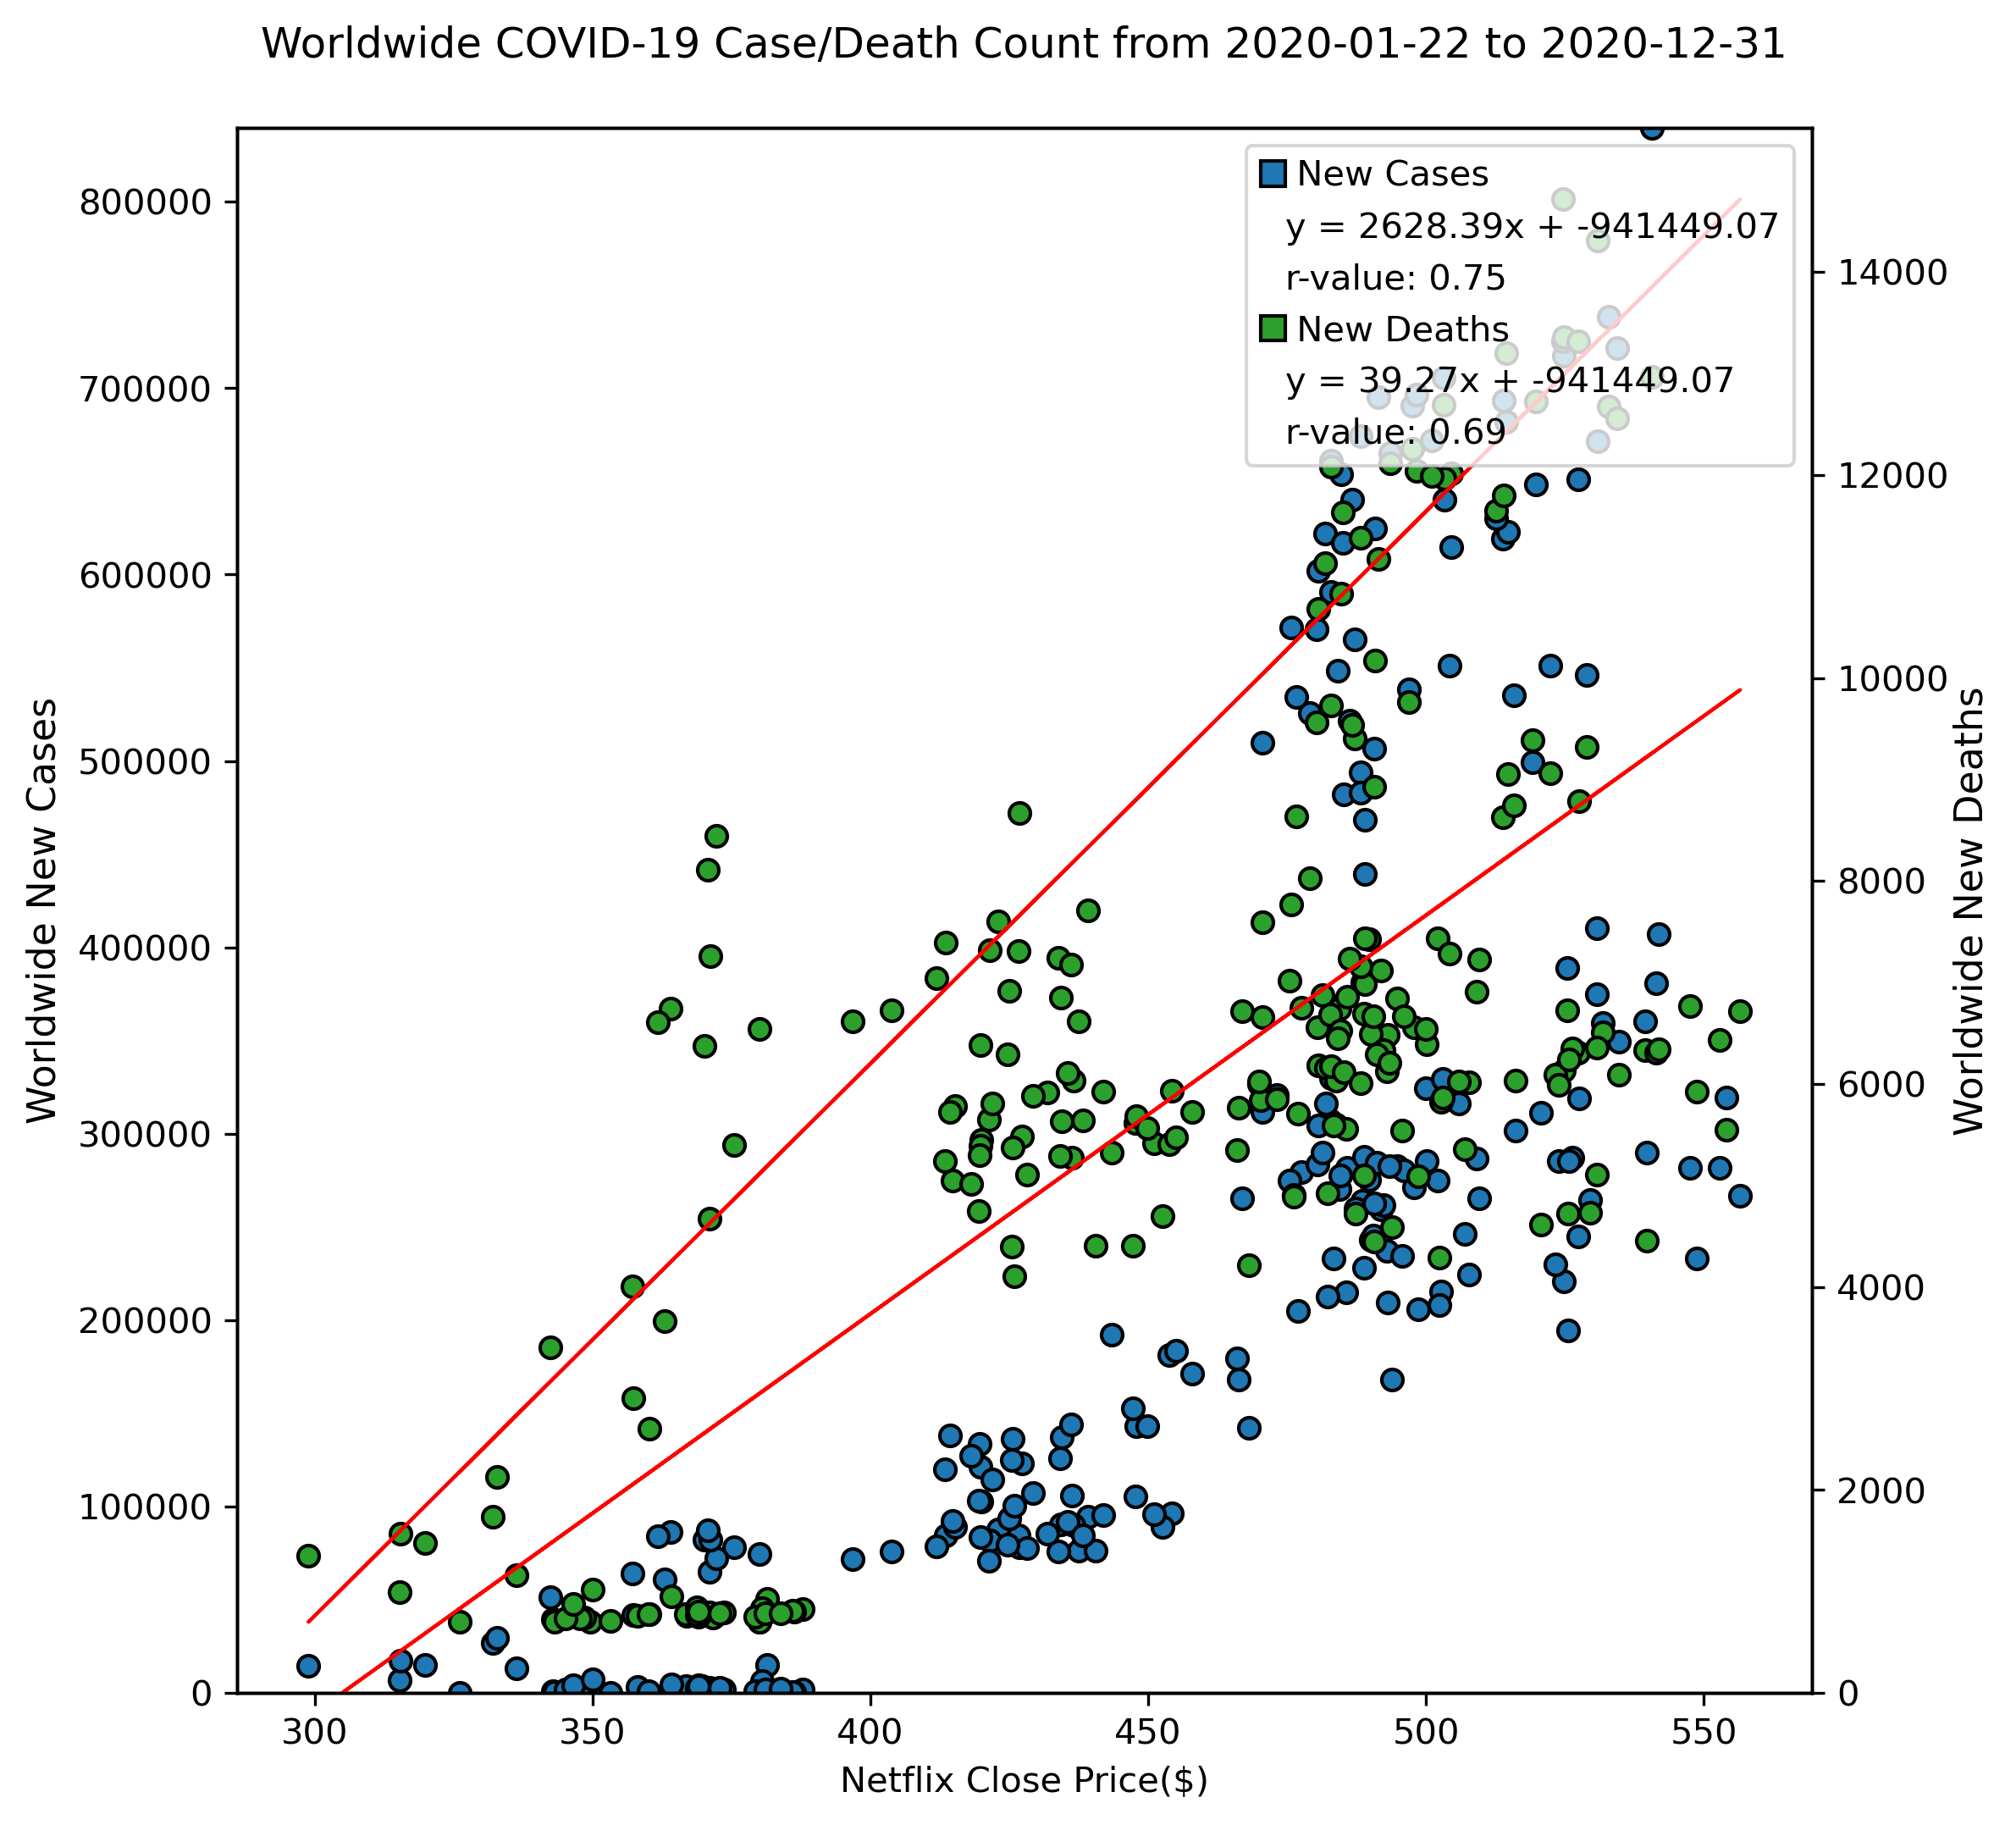 Worldwide COVID-19 Case/Death Count from 2020-01-22 to 2020-12-31
New Cases
y = 2628.39x + -941449.07
r-value: 0.75
New Deaths
y = 39.27x + -941449.07
r-value: 0.69
Worldwide New Cases
800000
700000
600000
500000
400000
300000
200000
100000
0
14000
12000
10000
8000
6000
4000
2000
0
Worldwide New Deaths
300
350
400
450
500
550
Netflix Close Price($)